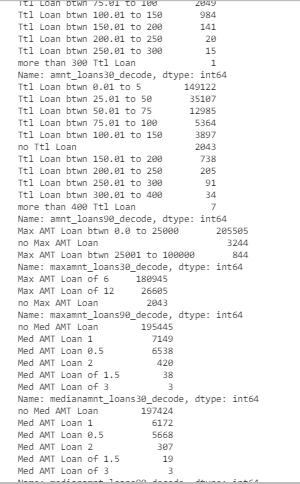 Ttl Loan btwn 75.01 to 100 2049
Ttl Loan btwn 100.01 to 150 984
Ttl Loan btwn 150.01 to 200 141
Ttl Loan btwn 200.01 to 250 20
Ttl Loan btwn 250.01 to 300 15
more than 300 Ttl Loan 1
Name: amnt_loans30_decode, dtype: int64
Ttl Loan btwn 0.01 to 5 149122
Ttl Loan btwn 25.01 to 50 35107
Ttl Loan btwn 50.01 to 75 12985
Ttl Loan btwn 75.01 to 100 5364
Ttl Loan btwn 100.01 to 150 3897
no Ttl Loan 2043
Ttl Loan btwn 150.01 to 200 738
Ttl Loan btwn 200.01 to 250 205
Ttl Loan btwn 250.01 to 300 91
Ttl Loan btwn 300.01 to 400 34
more than 400 Ttl Loan 7
Name: amnt_loans90_decode, dtype: int64
Max AMT Loan btwn 0.0 to 25000 205505
no Max AMT Loan 3244
Max AMT Loan btwn 25001 to 100000 844
Name: maxamnt_loans30_decode, dtype: int64
Max AMT Loan of 6 180945
Max AMT Loan of 12 26605
no Max AMT Loan 2043
Name: maxamnt_loans90_decode, dtype: int64
no Med AMT Loan 195445
Med AMT Loan 1 7149
Med AMT Loan 0.5 6538
Med AMT Loan 2 420
Med AMT Loan of 1.5 38
Med AMT Loan of 3 3
Name: medianamnt_loans30_decode, dtype: int64
no Med AMT Loan 197424
Med AMT Loan 1 6172
Med AMT Loan 0.5 5668
Med AMT Loan 2 307
Med AMT Loan of 1.5 19
Med AMT Loan of 3 3
Name: medianamnt_loans90_decode, dtype: int64